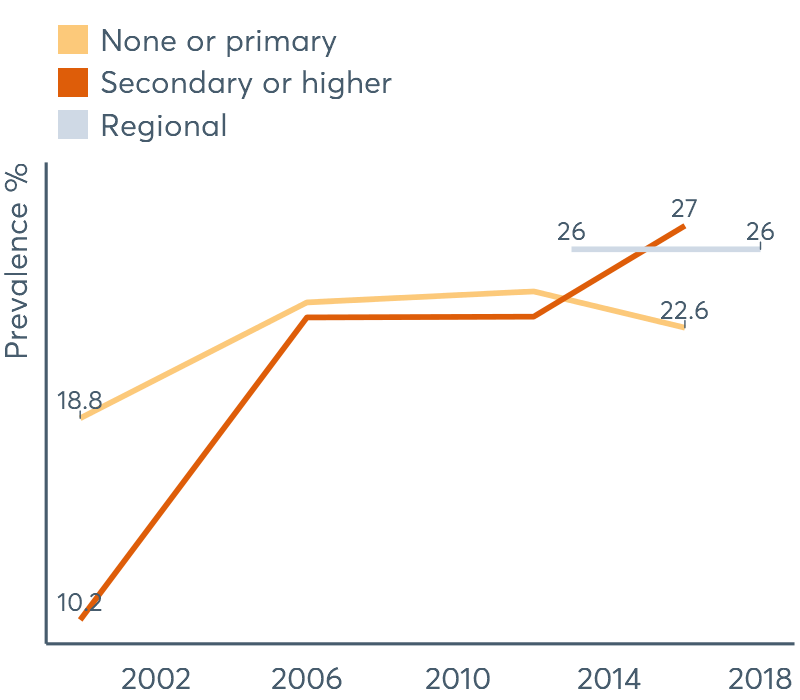 None or primary
Secondary or higher
Regional
Prevalence %
27
26
26
22.6
18.8
10.2
2002
2006
2010
2014
2018